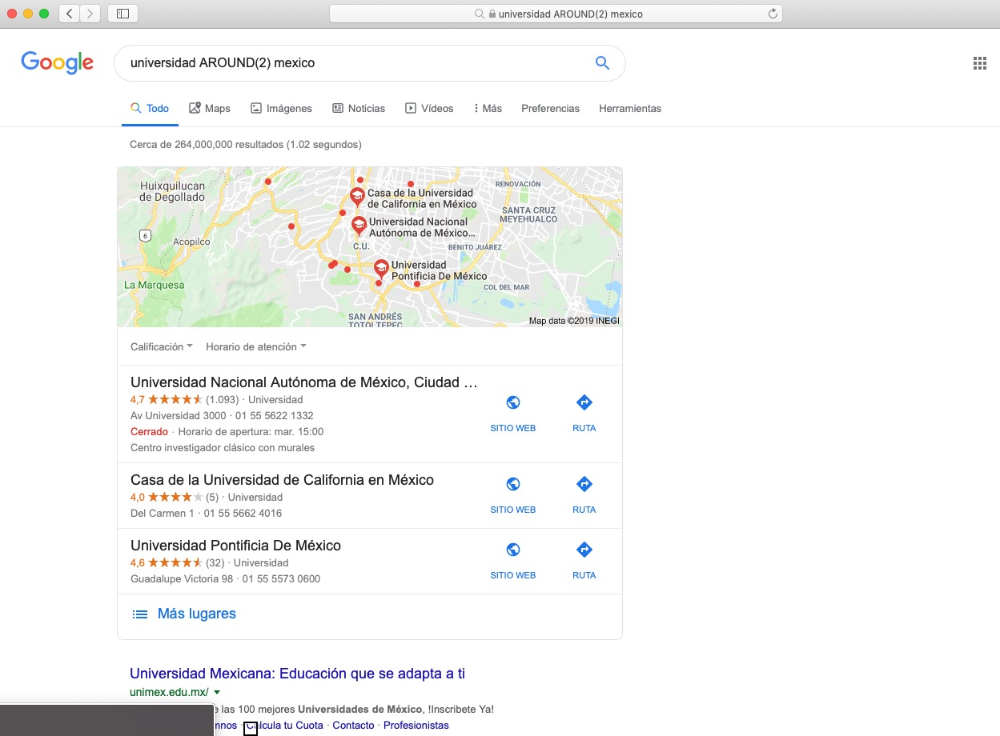 universidad AROUND(2) mexico
Google
universidad AROUND(2) mexico
Todo Maps Imágenes Noticias Vídeos Más Preferencias Herramientas
Cerca de 264,000,000 resultados (1.02 segundos)
Huixquilucan
de Degollado
RENOVACIÓN
Casa de la Universidad
de California en México
SANTA CRUZ
MEYEHUALCO
Universidad Nacional
Autónoma de México...
6
Acopilco
C.U.
BENITO JUÁREZ
Universidad
Pontificia De México
La Marquesa
COL DEL MAR
SAN ANDRÉS
TOTOLTEPEC
Map data ©2019 INEGI
Calificación Horario de atención
Universidad Nacional Autónoma de México, Ciudad ...
4,7 (1.093) · Universidad
Av Universidad 3000 · 01 55 5622 1332
Cerrado · Horario de apertura: mar. 15:00
Centro investigador clásico con murales
SITIO WEB RUTA
Casa de la Universidad de California en México
4,0 (5) · Universidad
Del Carmen 1 · 01 55 5662 4016
SITIO WEB RUTA
Universidad Pontificia De México
4,6 (32) · Universidad
Guadalupe Victoria 98 · 01 55 5573 0600
SITIO WEB RUTA
Más lugares
Universidad Mexicana: Educación que se adapta a ti
unimex.edu.mx/
las 100 mejores Universidades de México, !Inscribete Ya!
· Calcula tu Cuota · Contacto · Profesionistas